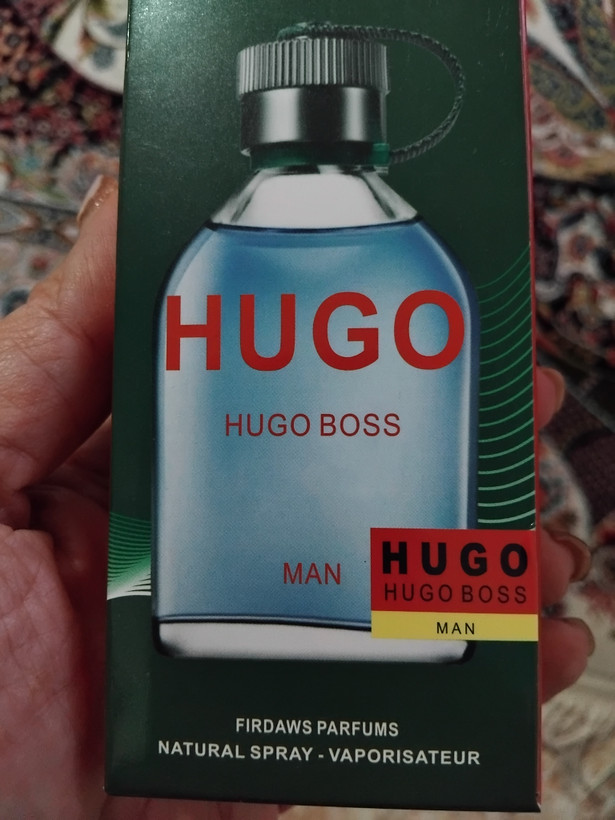 HUGO
HUGO BOSS
MAN
HUGO
HUGO BOSS
MAN
FIRDAWS PARFUMS
NATURAL SPRAY - VAPORISATEUR